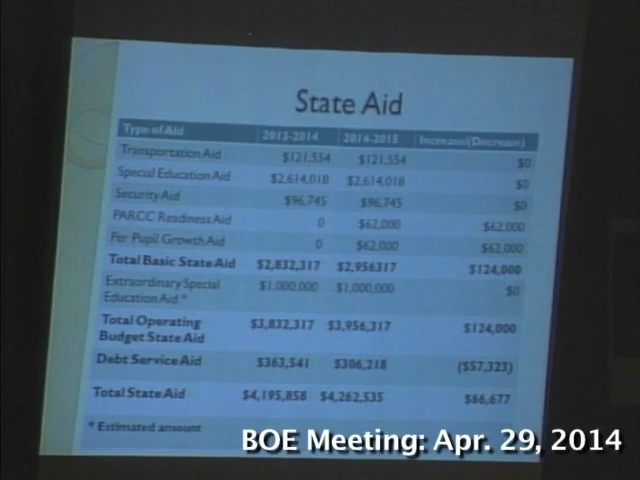 State Aid
Type of Aid 2013-2014 2014-2015 Increase/(Decrease)
Transportation Aid $121,554 $121,554 $0
Special Education Aid $2,614,018 $2,614,018 $0
Security Aid $96,745 $96,745 $0
PARCC Readiness Aid 0 $62,000 $62,000
Per Pupil Growth Aid 0 $62,000 $62,000
Total Basic State Aid $2,832,317 $2,956317 $124,000
Extraordinary Special $1,000,000 $1,000,000 $0
Education Aid *
Total Operating $3,832,317 $3,956,317 $124,000
Budget State Aid
Debt Service Aid $363,541 $306,218 ($57,323)
Total State Aid $4,195,858 $4,262,535 $66,677
* Estimated amount
BOE Meeting: Apr. 29, 2014